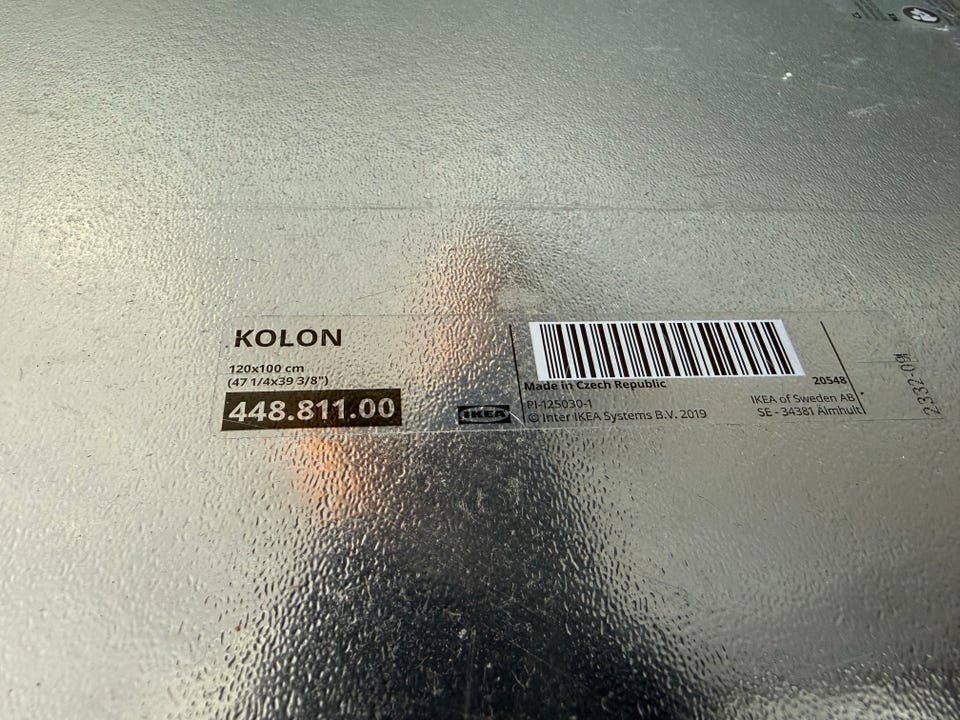 KOLON
120x100 cm
(47 1/4x39 3/8")
448.811.00
IKEA
Made in Czech Republic
PI-125030-1
© Inter IKEA Systems B.V. 2019
20548
IKEA of Sweden AB
SE - 34381 Älmhult